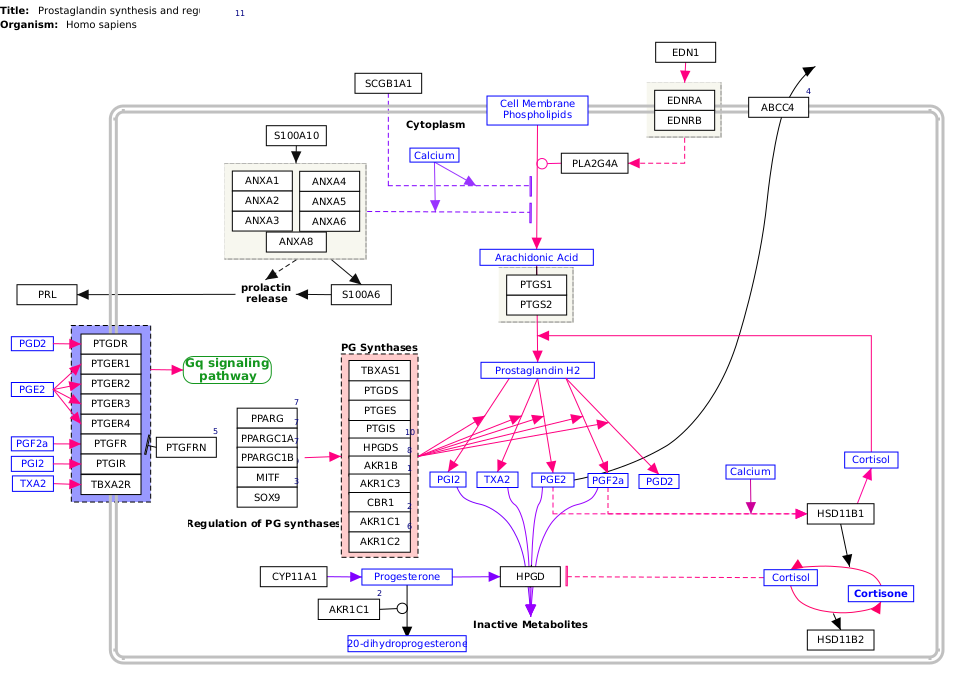 Title: Prostaglandin synthesis and regu
11
Organism: Homo sapiens
EDN1
SCGB1A1
EDNRA
EDNRB
4
ABCC4
Cell Membrane
Phospholipids
Cytoplasm
S100A10
Calcium
PLA2G4A
ANXA1
ANXA4
ANXA2
ANXA5
ANXA3
ANXA6
ANXA8
Arachidonic Acid
PTGS1
PTGS2
PRL
prolactin
release
S100A6
PTGDR
PTGER1
PTGER2
PTGER3
PTGER4
PTGFR
PTGIR
TBXA2R
PGD2
PGE2
PGF2a
PGI2
TXA2
Gq signaling
pathway
5
PTGFRN
PG Synthases
TBXAS1
PTGDS
PTGES
PTGIS
10
HPGDS
8
AKR1B
1
AKR1C3
CBR1
2
AKR1C1
6
AKR1C2
Prostaglandin H2
7
PPARG
7
PPARGC1A
7
PPARGC1B
MITF
3
SOX9
Regulation of PG synthases
PGI2
TXA2
PGE2
PGF2a
PGD2
Calcium
Cortisol
HSD11B1
CYP11A1
Progesterone
HPGD
Cortisol
Cortisone
2
AKR1C1
Inactive Metabolites
20-dihydroprogesterone
HSD11B2